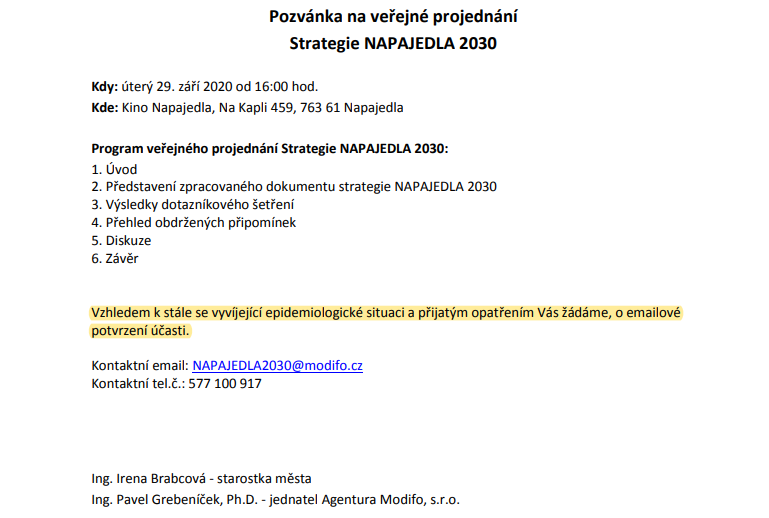 Pozvánka na veřejné projednání
Strategie NAPAJEDLA 2030
Kdy: úterý 29. září 2020 od 16:00 hod.
Kde: Kino Napajedla, Na Kapli 459, 763 61 Napajedla
Program veřejného projednání Strategie NAPAJEDLA 2030:
1. Úvod
2. Představení zpracovaného dokumentu strategie NAPAJEDLA 2030
3. Výsledky dotazníkového šetření
4. Přehled obdržených připomínek
5. Diskuze
6. Závěr
Vzhledem k stále se vyvíjející epidemiologické situaci a přijatým opatřením Vás žádáme, o emailové
potvrzení účasti.
Kontaktní email: NAPAJEDLA2030@modifo.cz
Kontaktní tel.č.: 577 100 917
Ing. Irena Brabcová - starostka města
Ing. Pavel Grebeníček, Ph.D. - jednatel Agentura Modifo, s.r.o.